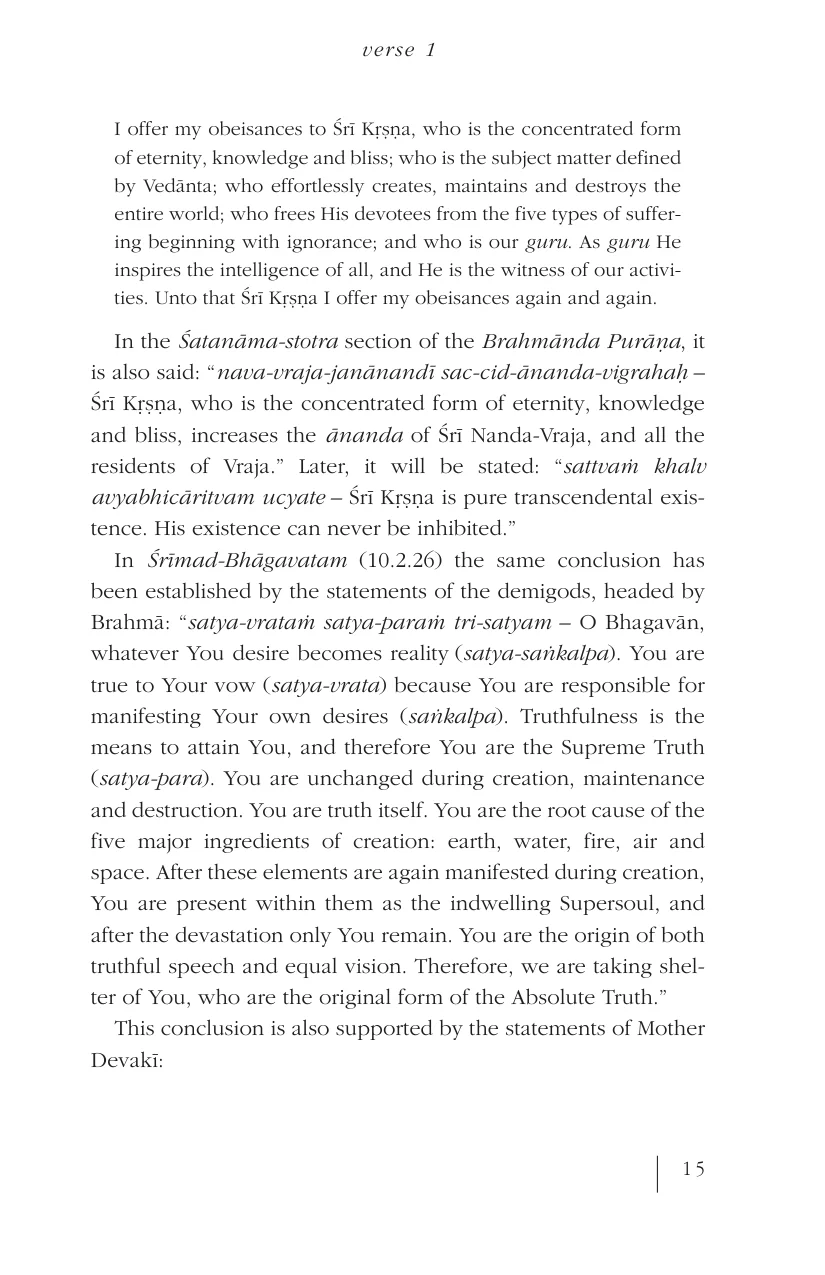 verse 1
I offer my obeisances to Śrī Kṛṣṇa, who is the concentrated form
of eternity, knowledge and bliss; who is the subject matter defined
by Vedānta; who effortlessly creates, maintains and destroys the
entire world; who frees His devotees from the five types of suffer-
ing beginning with ignorance; and who is our guru. As guru He
inspires the intelligence of all, and He is the witness of our activi-
ties. Unto that Śrī Kṛṣṇa I offer my obeisances again and again.
In the Śatanāma-stotra section of the Brahmānda Purāṇa, it
is also said: “nava-vraja-janānandī sac-cid-ānanda-vigrahaḥ –
Śrī Kṛṣṇa, who is the concentrated form of eternity, knowledge
and bliss, increases the ānanda of Śrī Nanda-Vraja, and all the
residents of Vraja.” Later, it will be stated: “sattvaṁ khalv
avyabhicāritvam ucyate – Śrī Kṛṣṇa is pure transcendental exis-
tence. His existence can never be inhibited.”
In Śrīmad-Bhāgavatam (10.2.26) the same conclusion has
been established by the statements of the demigods, headed by
Brahmā: “satya-vrataṁ satya-paraṁ tri-satyam – O Bhagavān,
whatever You desire becomes reality (satya-saṅkalpa). You are
true to Your vow (satya-vrata) because You are responsible for
manifesting Your own desires (saṅkalpa). Truthfulness is the
means to attain You, and therefore You are the Supreme Truth
(satya-para). You are unchanged during creation, maintenance
and destruction. You are truth itself. You are the root cause of the
five major ingredients of creation: earth, water, fire, air and
space. After these elements are again manifested during creation,
You are present within them as the indwelling Supersoul, and
after the devastation only You remain. You are the origin of both
truthful speech and equal vision. Therefore, we are taking shel-
ter of You, who are the original form of the Absolute Truth.”
This conclusion is also supported by the statements of Mother
Devakī:
15